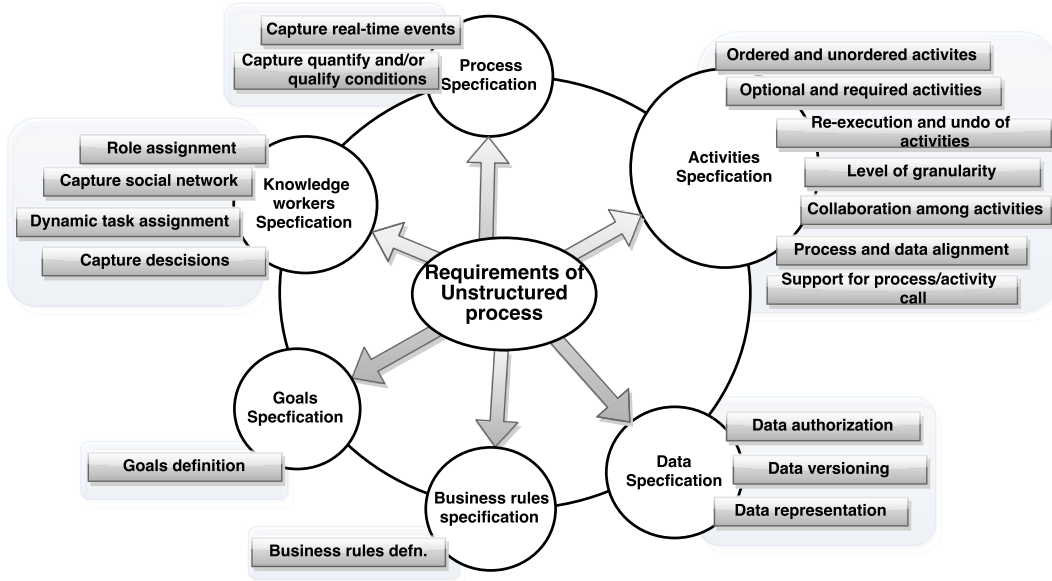 Capture real-time events
Capture quantify and/or
qualify conditions
Process
Specfication
Ordered and unordered activites
Optional and required activities
Re-execution and undo of
activities
Level of granularity
Collaboration among activities
Process and data alignment
Support for process/activity
call
Activities
Specfication
Role assignment
Capture social network
Dynamic task assignment
Capture descisions
Knowledge
workers
Specfication
Requirements of
Unstructured
process
Goals
Specfication
Goals definition
Business rules
specification
Business rules defn.
Data
Specfication
Data authorization
Data versioning
Data representation